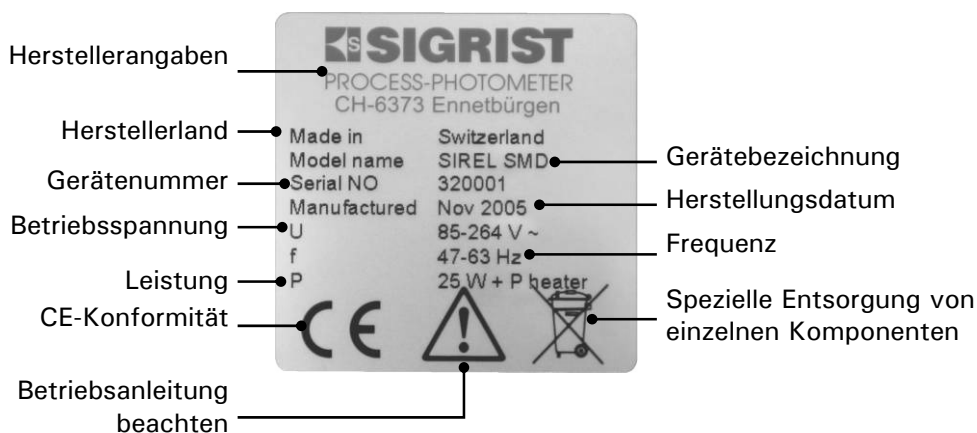 SIGRIST
PROCESS-PHOTOMETER
CH-6373 Ennetbürgen
Made in Switzerland
Model name SIREL SMD
Serial NO 320001
Manufactured Nov 2005
U 85-264 V ~
f 47-63 Hz
P 25 W + P heater
CE
Herstellerangaben
Herstellerland
Gerätenummer
Betriebsspannung
Leistung
CE-Konformität
Betriebsanleitung
beachten
Gerätebezeichnung
Herstellungsdatum
Frequenz
Spezielle Entsorgung von
einzelnen Komponenten